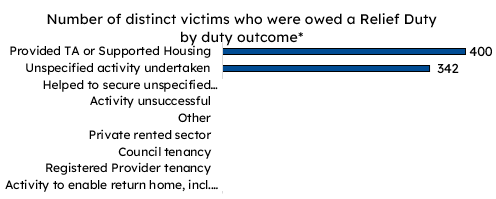 Number of distinct victims who were owed a Relief Duty
by duty outcome*
Provided TA or Supported Housing 400
Unspecified activity undertaken 342
Helped to secure unspecified...
Activity unsuccessful
Other
Private rented sector
Council tenancy
Registered Provider tenancy
Activity to enable return home, incl....